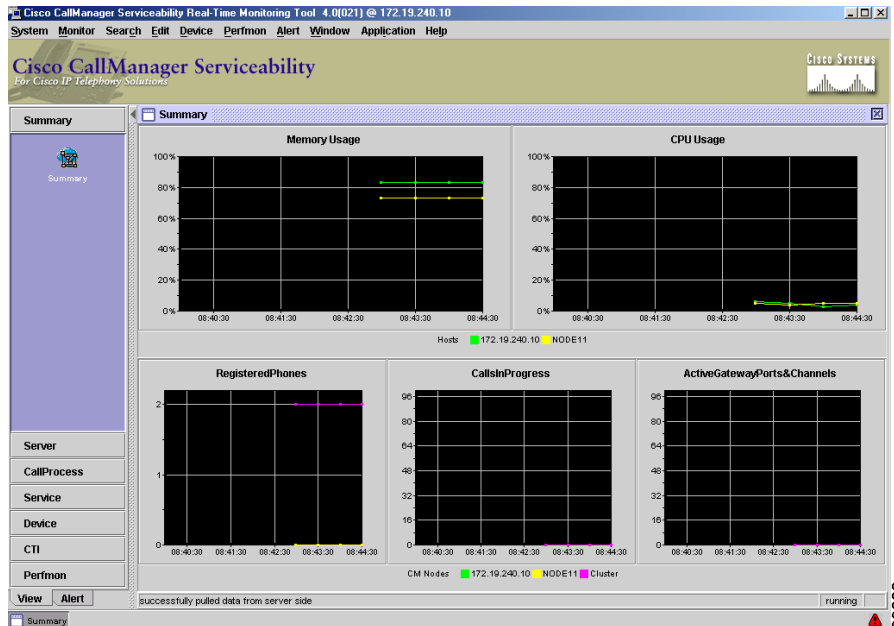 Cisco CallManager Serviceability Real-Time Monitoring Tool 4.0(021) @ 172.19.240.10
System Monitor Search Edit Device Perfmon Alert Window Application Help
Cisco CallManager Serviceability
For Cisco IP Telephony Solutions
CISCO SYSTEMS
Summary
Summary
Server
CallProcess
Service
Device
CTI
Perfmon
View Alert
Summary
Memory Usage
100%
80%
60%
40%
20%
0%
08:40:30 08:41:30 08:42:30 08:43:30 08:44:30
CPU Usage
100%
80%
60%
40%
20%
0%
08:40:30 08:41:30 08:42:30 08:43:30 08:44:30
Hosts 172.19.240.10 NODE11
RegisteredPhones
2
1
0
08:40:30 08:41:30 08:42:30 08:43:30 08:44:30
CallsInProgress
96
80
64
48
32
16
0
08:40:30 08:41:30 08:42:30 08:43:30 08:44:30
ActiveGatewayPorts&Channels
96
80
64
48
32
16
0
08:40:30 08:41:30 08:42:30 08:43:30 08:44:30
CM Nodes 172.19.240.10 NODE11 Cluster
successfully pulled data from server side
running
Summary